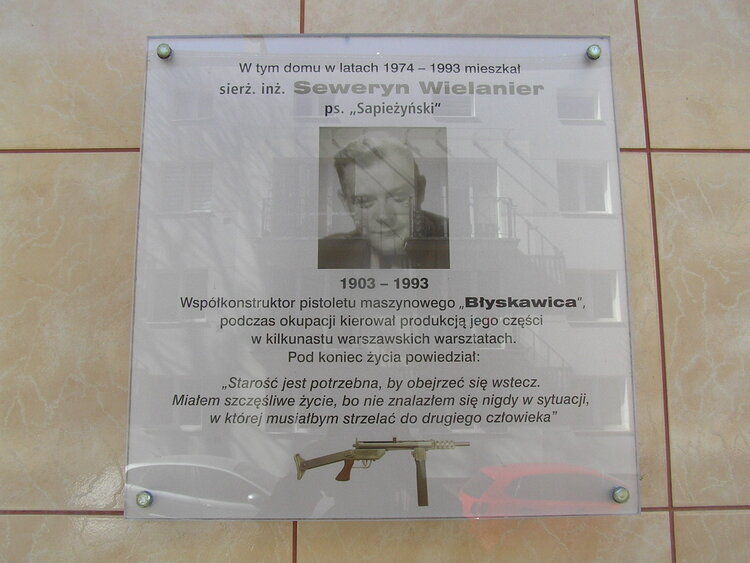 W tym domu w latach 1974 – 1993 mieszkał
sierż. inż. Seweryn Wielanier
ps. „Sapieżyński"
1903 – 1993
Współkonstruktor pistoletu maszynowego „Błyskawica",
podczas okupacji kierował produkcją jego części
w kilkunastu warszawskich warsztatach.
Pod koniec życia powiedział:
„Starość jest potrzebna, by obejrzeć się wstecz.
Miałem szczęśliwe życie, bo nie znalazłem się nigdy w sytuacji,
w której musiałbym strzelać do drugiego człowieka"